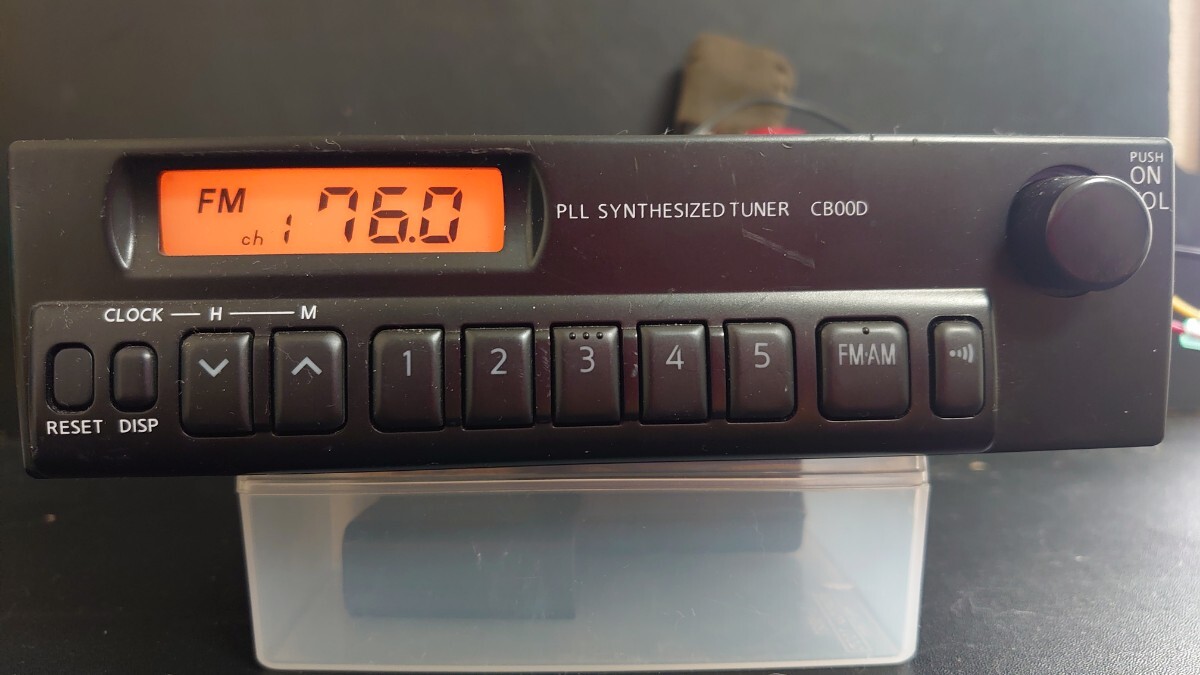 FM ch 1 76.0
PLL SYNTHESIZED TUNER CB00D
PUSH
ON
CLOCK H M
1 2 3 4 5 FM·AM
RESET DISP